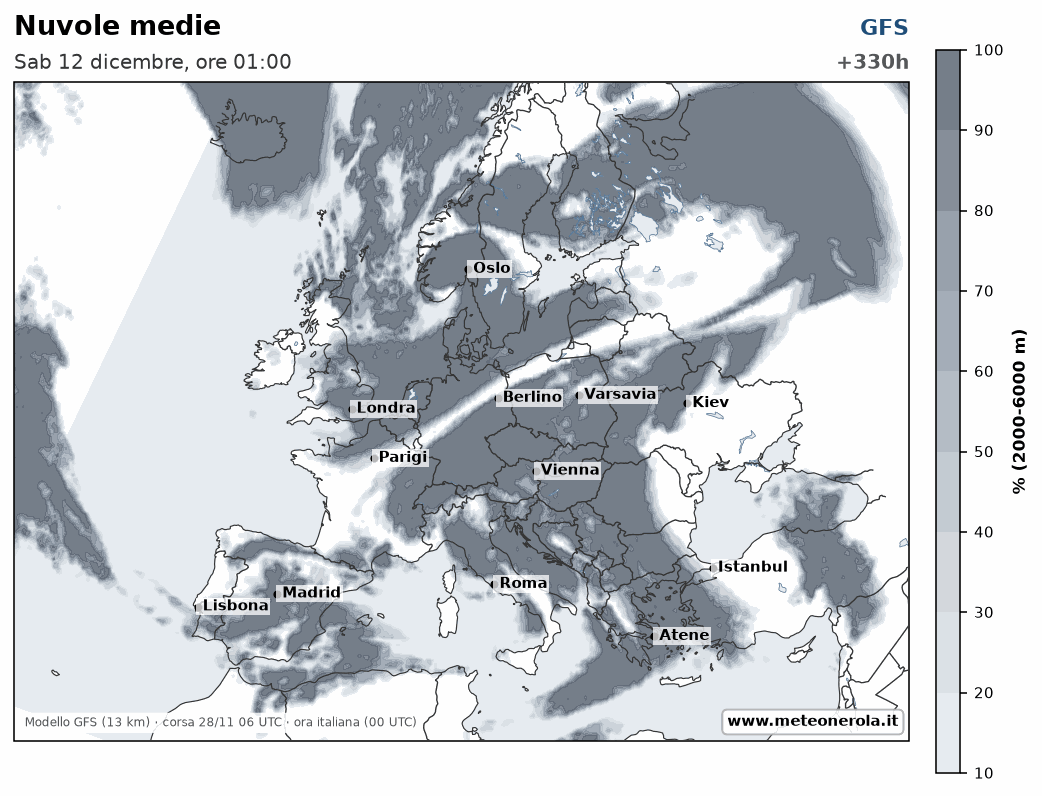 Nuvole medie
GFS
Sab 12 dicembre, ore 01:00
+330h
100
90
80
70
60
50
40
30
20
10
% (2000-6000 m)
Oslo
Berlino
Varsavia
Kiev
Londra
Parigi
Vienna
Istanbul
Roma
Madrid
Lisbona
Atene
Modello GFS (13 km) · corsa 28/11 06 UTC · ora italiana (00 UTC)
www.meteonerola.it